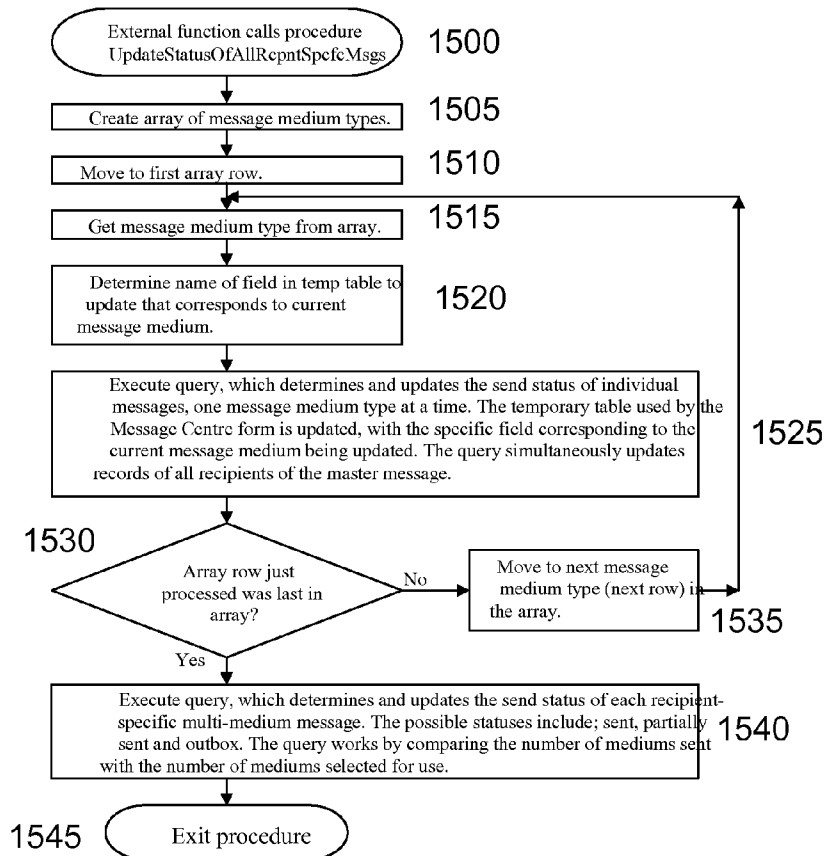 External function calls procedure
UpdateStatusOfAllRcpntSpcfcMsgs
1500
Create array of message medium types.
1505
Move to first array row.
1510
Get message medium type from array.
1515
Determine name of field in temp table to
update that corresponds to current
message medium.
1520
Execute query, which determines and updates the send status of individual
messages, one message medium type at a time. The temporary table used by the
Message Centre form is updated, with the specific field corresponding to the
current message medium being updated. The query simultaneously updates
records of all recipients of the master message.
1525
1530
Array row just
processed was last in
array?
No
Move to next message
medium type (next row) in
the array.
1535
Yes
Execute query, which determines and updates the send status of each recipient-
specific multi-medium message. The possible statuses include; sent, partially
sent and outbox. The query works by comparing the number of mediums sent
with the number of mediums selected for use.
1540
1545
Exit procedure